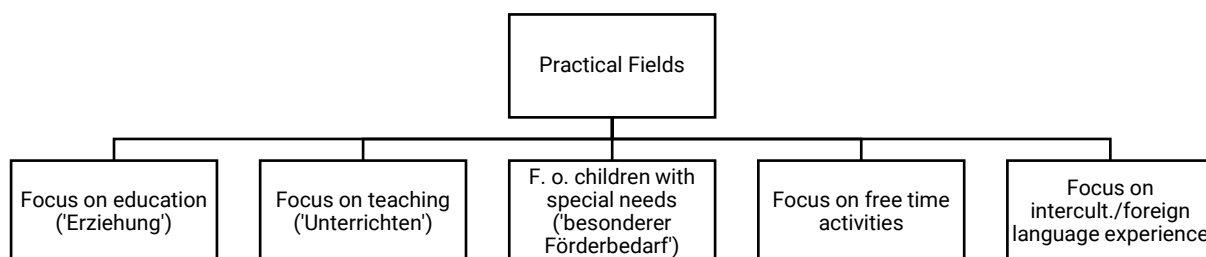 Practical Fields
Focus on education
('Erziehung')
Focus on teaching
('Unterrichten')
F. o. children with
special needs
('besonderer
Förderbedarf')
Focus on free time
activities
Focus on
intercult./foreign
language experience